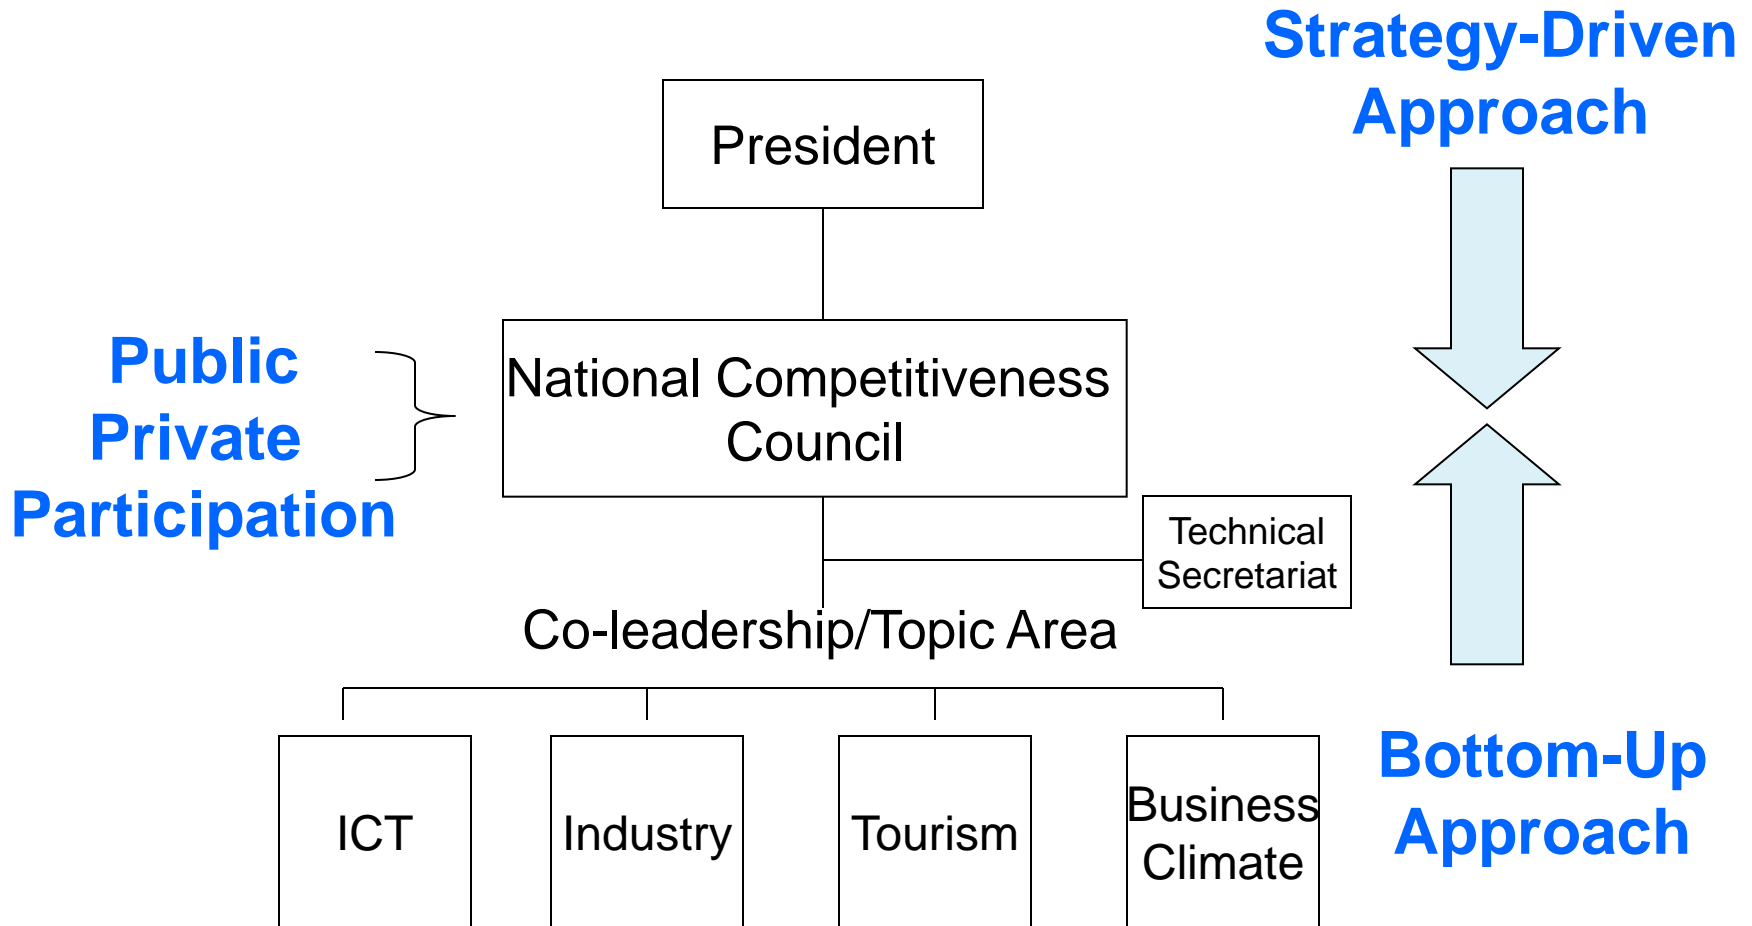 Strategy-Driven
Approach
President
Public
Private
Participation
National Competitiveness
Council
Technical
Secretariat
Co-leadership/Topic Area
ICT
Industry
Tourism
Business
Climate
Bottom-Up
Approach